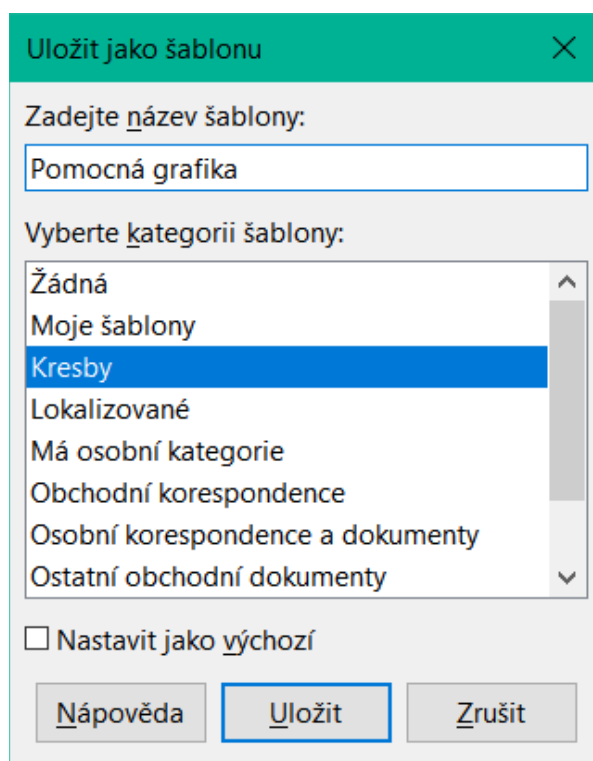 Uložit jako šablonu
Zadejte název šablony:
Pomocná grafika
Vyberte kategorii šablony:
Žádná
Moje šablony
Kresby
Lokalizované
Má osobní kategorie
Obchodní korespondence
Osobní korespondence a dokumenty
Ostatní obchodní dokumenty
Nastavit jako výchozí
Nápověda Uložit Zrušit